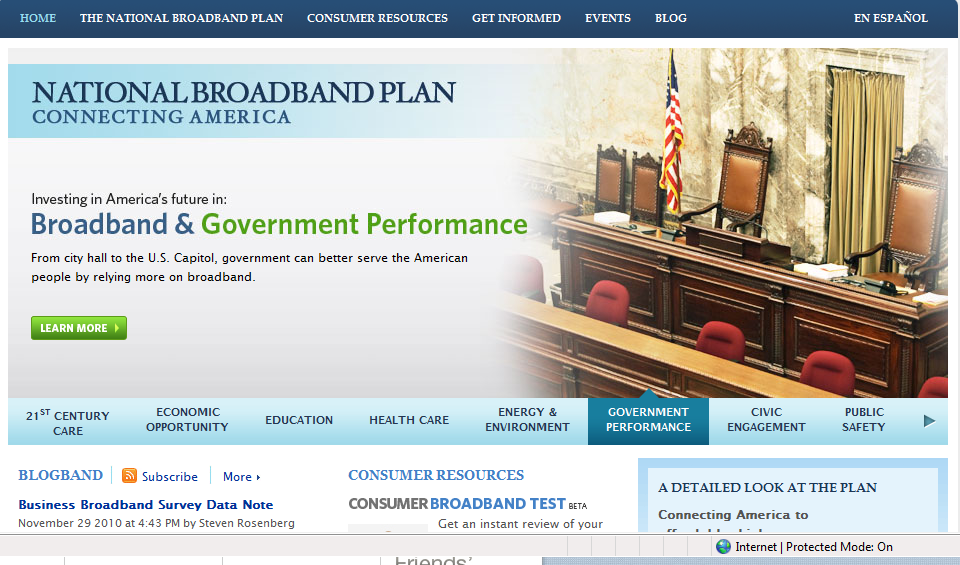 HOME THE NATIONAL BROADBAND PLAN CONSUMER RESOURCES GET INFORMED EVENTS BLOG EN ESPAÑOL
NATIONAL BROADBAND PLAN
CONNECTING AMERICA
Investing in America's future in:
Broadband & Government Performance
From city hall to the U.S. Capitol, government can better serve the American
people by relying more on broadband.
LEARN MORE
21ST CENTURY
CARE
ECONOMIC
OPPORTUNITY
EDUCATION
HEALTH CARE
ENERGY &
ENVIRONMENT
GOVERNMENT
PERFORMANCE
CIVIC
ENGAGEMENT
PUBLIC
SAFETY
BLOGBAND Subscribe More
Business Broadband Survey Data Note
November 29 2010 at 4:43 PM by Steven Rosenberg
CONSUMER RESOURCES
CONSUMER BROADBAND TEST BETA
Get an instant review of your
A DETAILED LOOK AT THE PLAN
Connecting America to
Internet | Protected Mode: On
Friends'